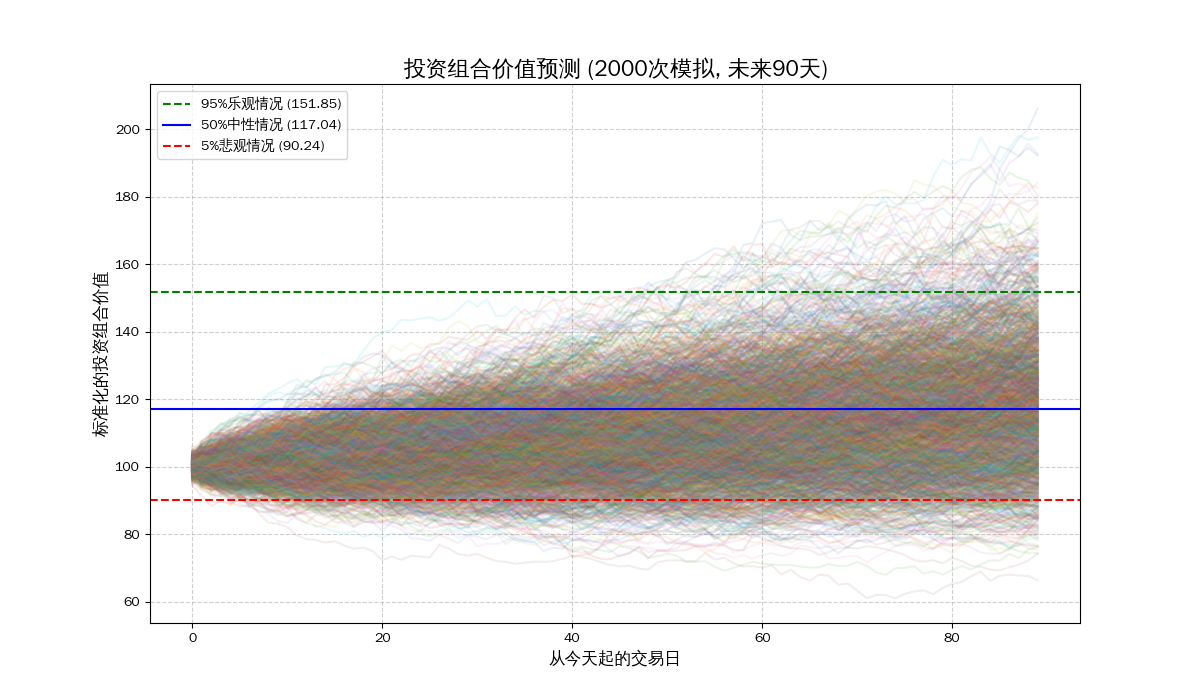 投资组合价值预测 (2000次模拟, 未来90天)
95%乐观情况 (151.85)
50%中性情况 (117.04)
5%悲观情况 (90.24)
标准化的投资组合价值
200
180
160
140
120
100
80
60
0 20 40 60 80
从今天起的交易日